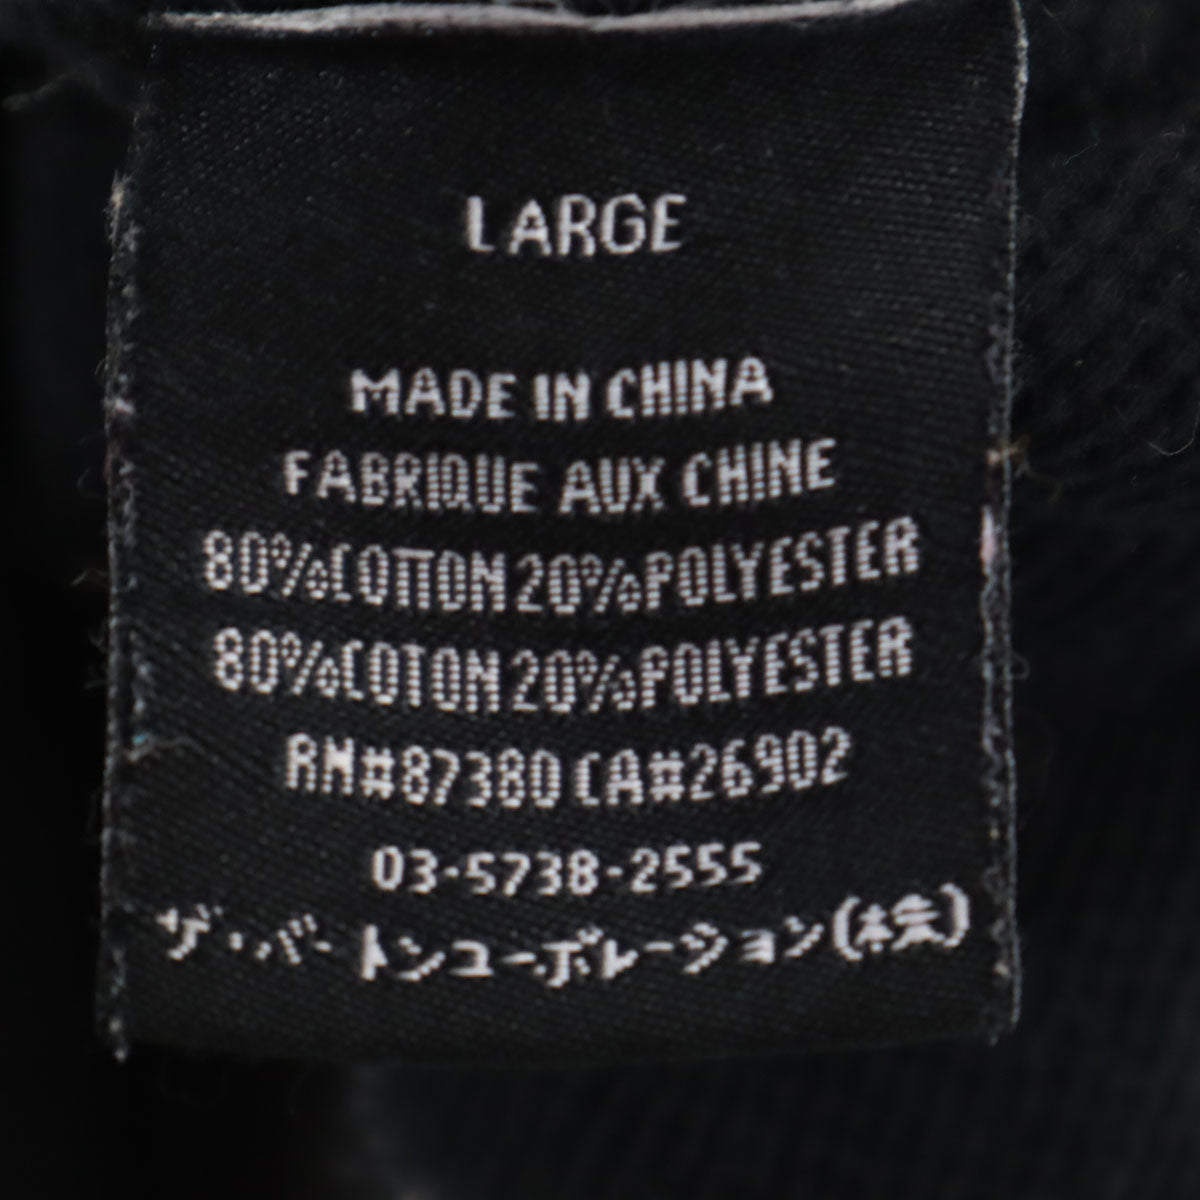 LARGE
MADE IN CHINA
FABRIQUE AUX CHINE
80%COTTON 20%POLYESTER
80%COTON 20%POLYESTER
RN#87380 CA#26902
03-5738-2555
ザ・バートンコーポレーション(株)